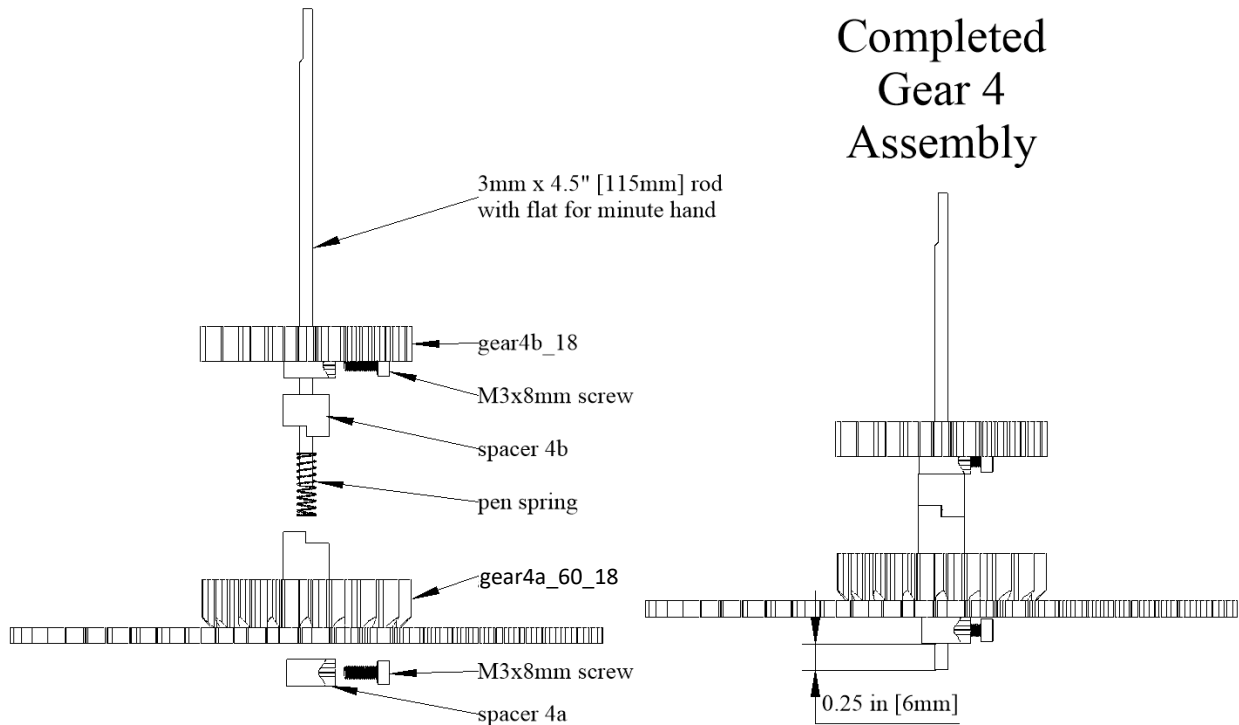 Completed
Gear 4
Assembly
3mm x 4.5" [115mm] rod
with flat for minute hand
gear4b_18
M3x8mm screw
spacer 4b
pen spring
gear4a_60_18
M3x8mm screw
spacer 4a
0.25 in [6mm]